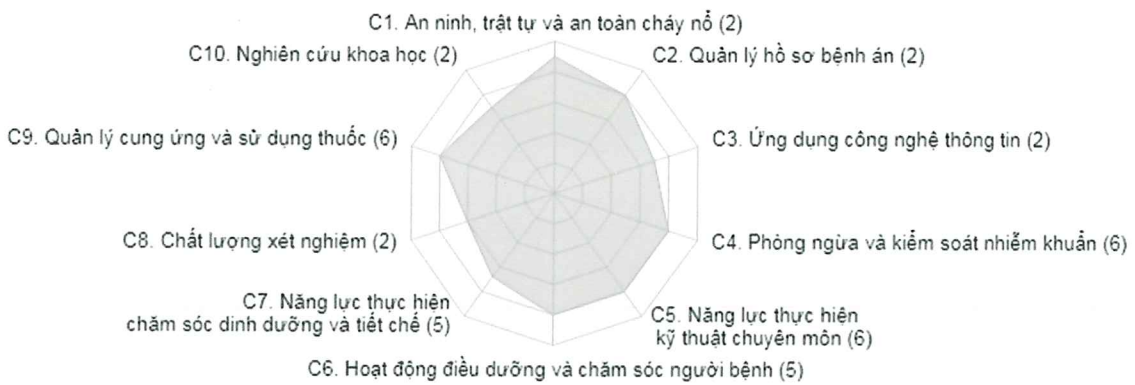 C1. An ninh, trật tự và an toàn cháy nổ (2)
C2. Quản lý hồ sơ bệnh án (2)
C3. Ứng dụng công nghệ thông tin (2)
C4. Phòng ngừa và kiểm soát nhiễm khuẩn (6)
C5. Năng lực thực hiện
kỹ thuật chuyên môn (6)
C6. Hoạt động điều dưỡng và chăm sóc người bệnh (5)
C7. Năng lực thực hiện
chăm sóc dinh dưỡng và tiết chế (5)
C8. Chất lượng xét nghiệm (2)
C9. Quản lý cung ứng và sử dụng thuốc (6)
C10. Nghiên cứu khoa học (2)